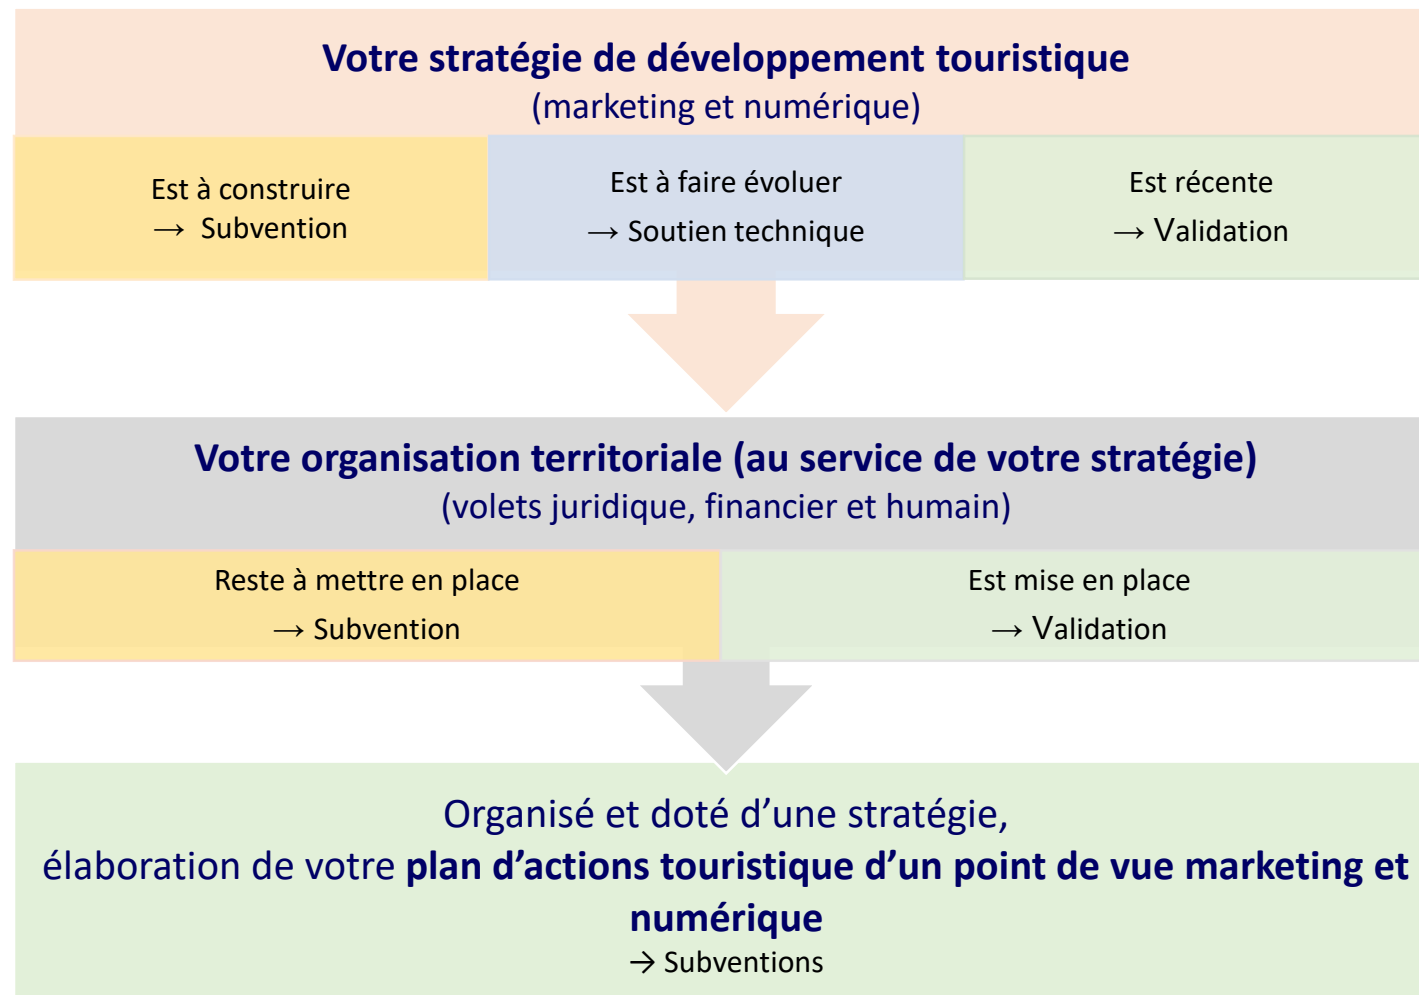 Votre stratégie de développement touristique
(marketing et numérique)
Est à construire
→ Subvention
Est à faire évoluer
→ Soutien technique
Est récente
→ Validation
Votre organisation territoriale (au service de votre stratégie)
(volets juridique, financier et humain)
Reste à mettre en place
→ Subvention
Est mise en place
→ Validation
Organisé et doté d’une stratégie,
élaboration de votre plan d’actions touristique d’un point de vue marketing et
numérique
→ Subventions